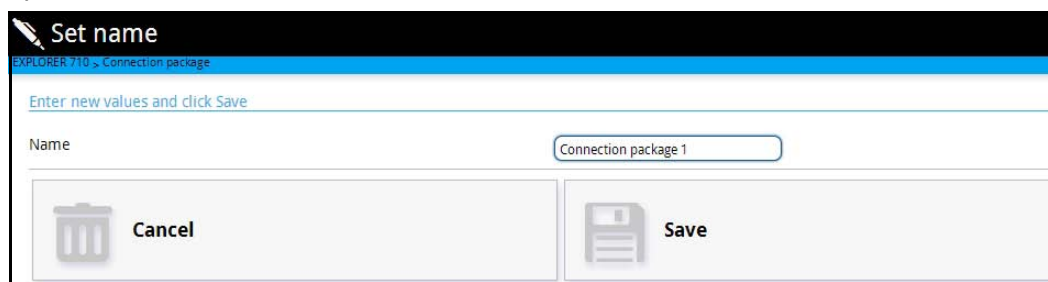 Set name
EXPLORER 710 > Connection package
Enter new values and click Save
Name
Connection package 1
Cancel
Save